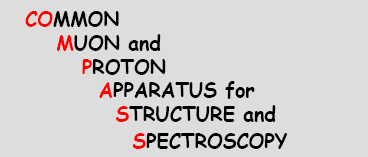 COMMON
MUON and
PROTON
APPARATUS for
STRUCTURE and
SPECTROSCOPY